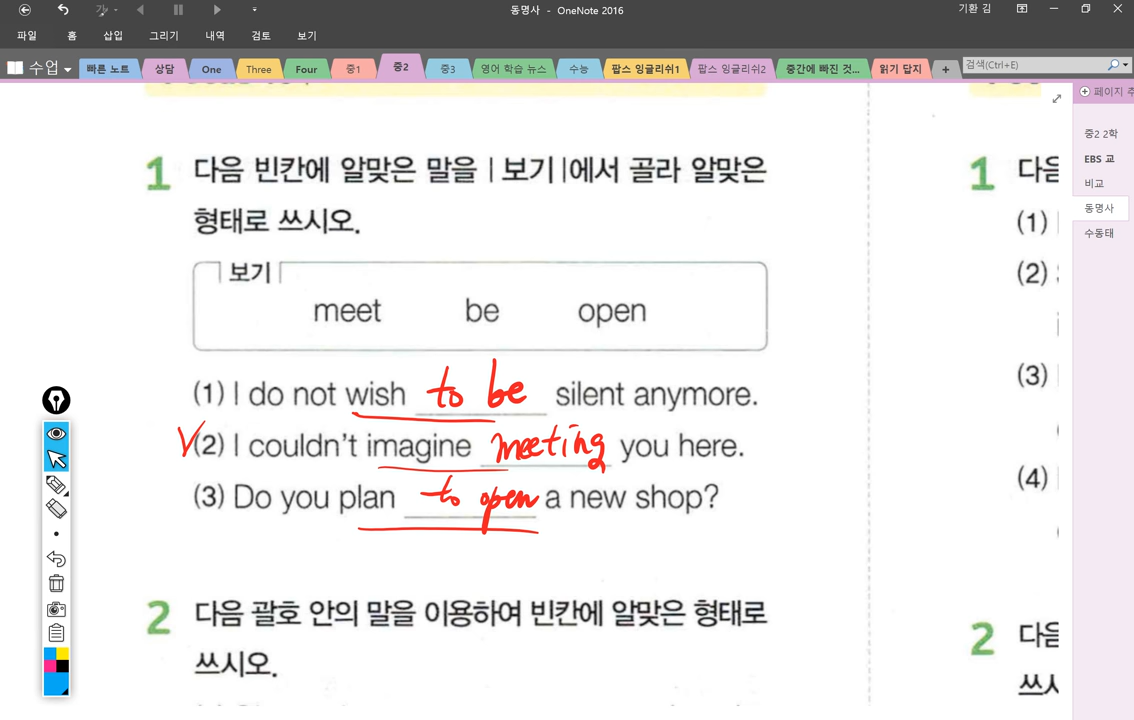 동명사 - OneNote 2016
기환 김
파일 홈 삽입 그리기 내역 검토 보기
수업 빠른 노트 상담 One Three Four 중1 중2 중3 영어 학습 뉴스 수능 팝스 잉글리쉬1 팝스 잉글리쉬2 중간에 빠진 것... 읽기 답지 + 검색(Ctrl+E)
페이지 추
중2 2학
EBS 교
비교
동명사
수동태
1 다음 빈칸에 알맞은 말을 | 보기 |에서 골라 알맞은
형태로 쓰시오.
| 보기 |
meet be open
(1) I do not wish to be silent anymore.
(2) I couldn't imagine meeting you here.
(3) Do you plan to open a new shop?
2 다음 괄호 안의 말을 이용하여 빈칸에 알맞은 형태로
쓰시오.
1 다음
(1)
(2)
(3)
(4)
2 다음